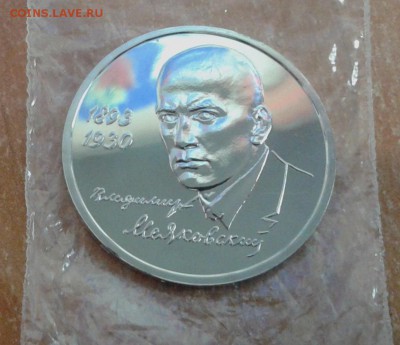 COINS.LAVE.RU
1893
1930
Владимир
Маяковский